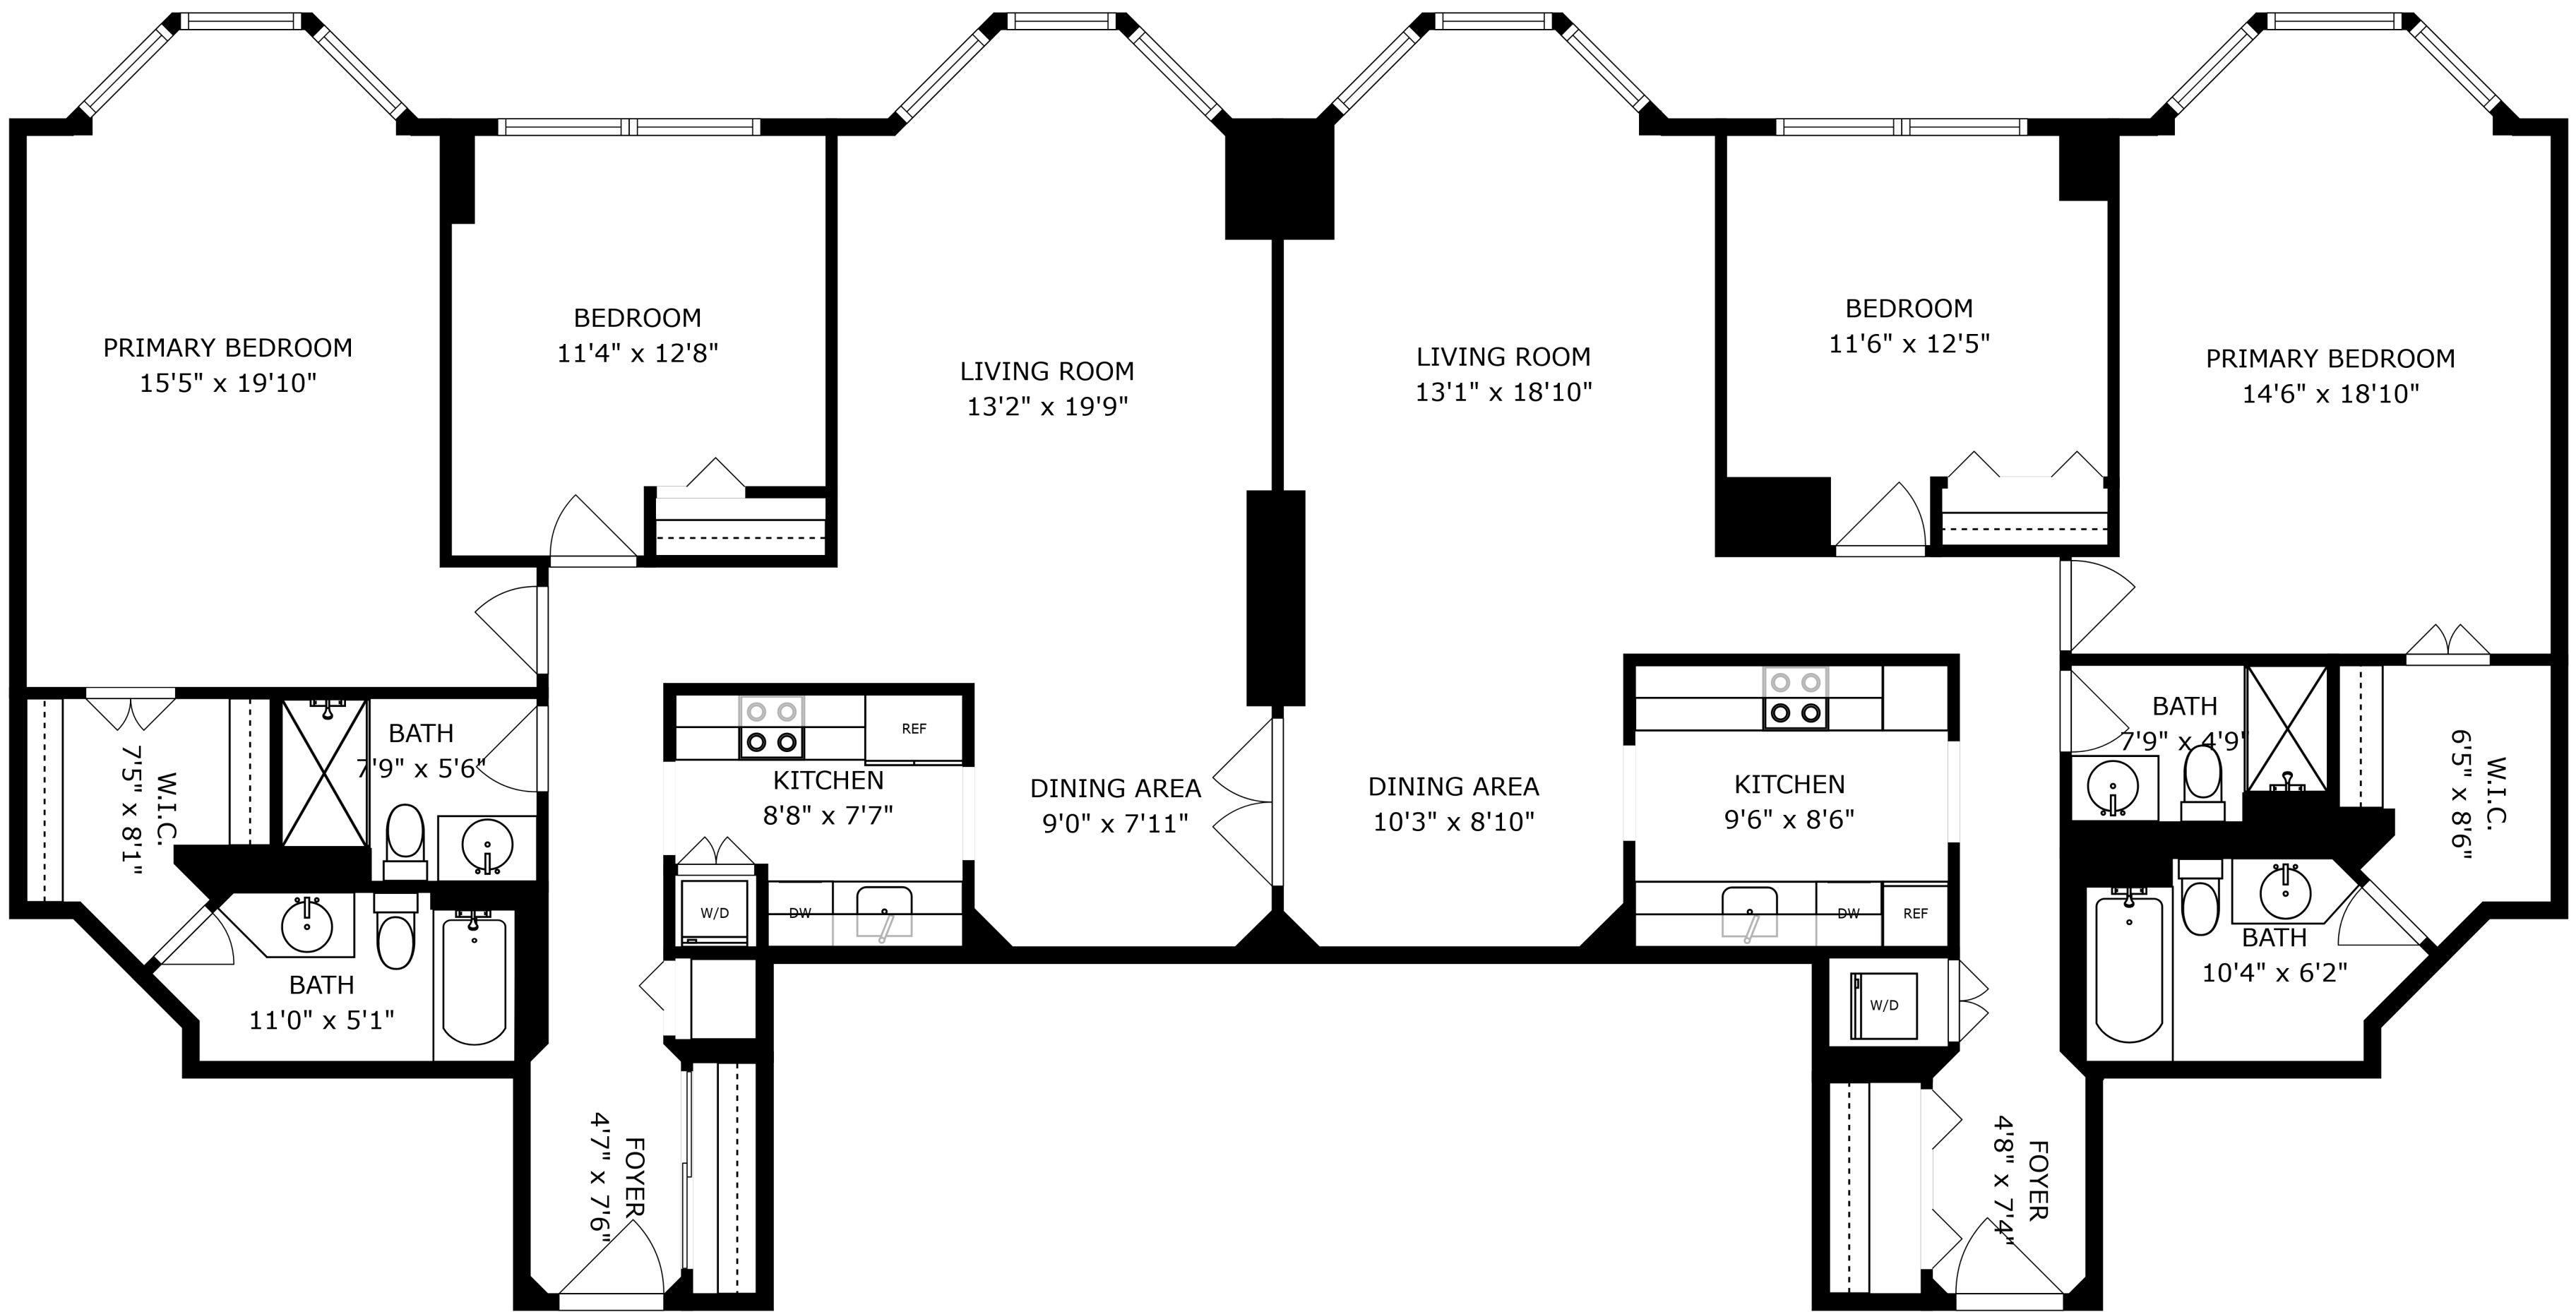 PRIMARY BEDROOM
15'5" x 19'10"
BEDROOM
11'4" x 12'8"
LIVING ROOM
13'2" x 19'9"
LIVING ROOM
13'1" x 18'10"
BEDROOM
11'6" x 12'5"
PRIMARY BEDROOM
14'6" x 18'10"
W.I.C.
7'5" x 8'1"
BATH
7'9" x 5'6"
REF
KITCHEN
8'8" x 7'7"
W/D
DW
DINING AREA
9'0" x 7'11"
DINING AREA
10'3" x 8'10"
KITCHEN
9'6" x 8'6"
DW
REF
BATH
7'9" x 4'9"
W.I.C.
6'5" x 8'6"
BATH
11'0" x 5'1"
W/D
BATH
10'4" x 6'2"
FOYER
4'7" x 7'6"
FOYER
4'8" x 7'4"